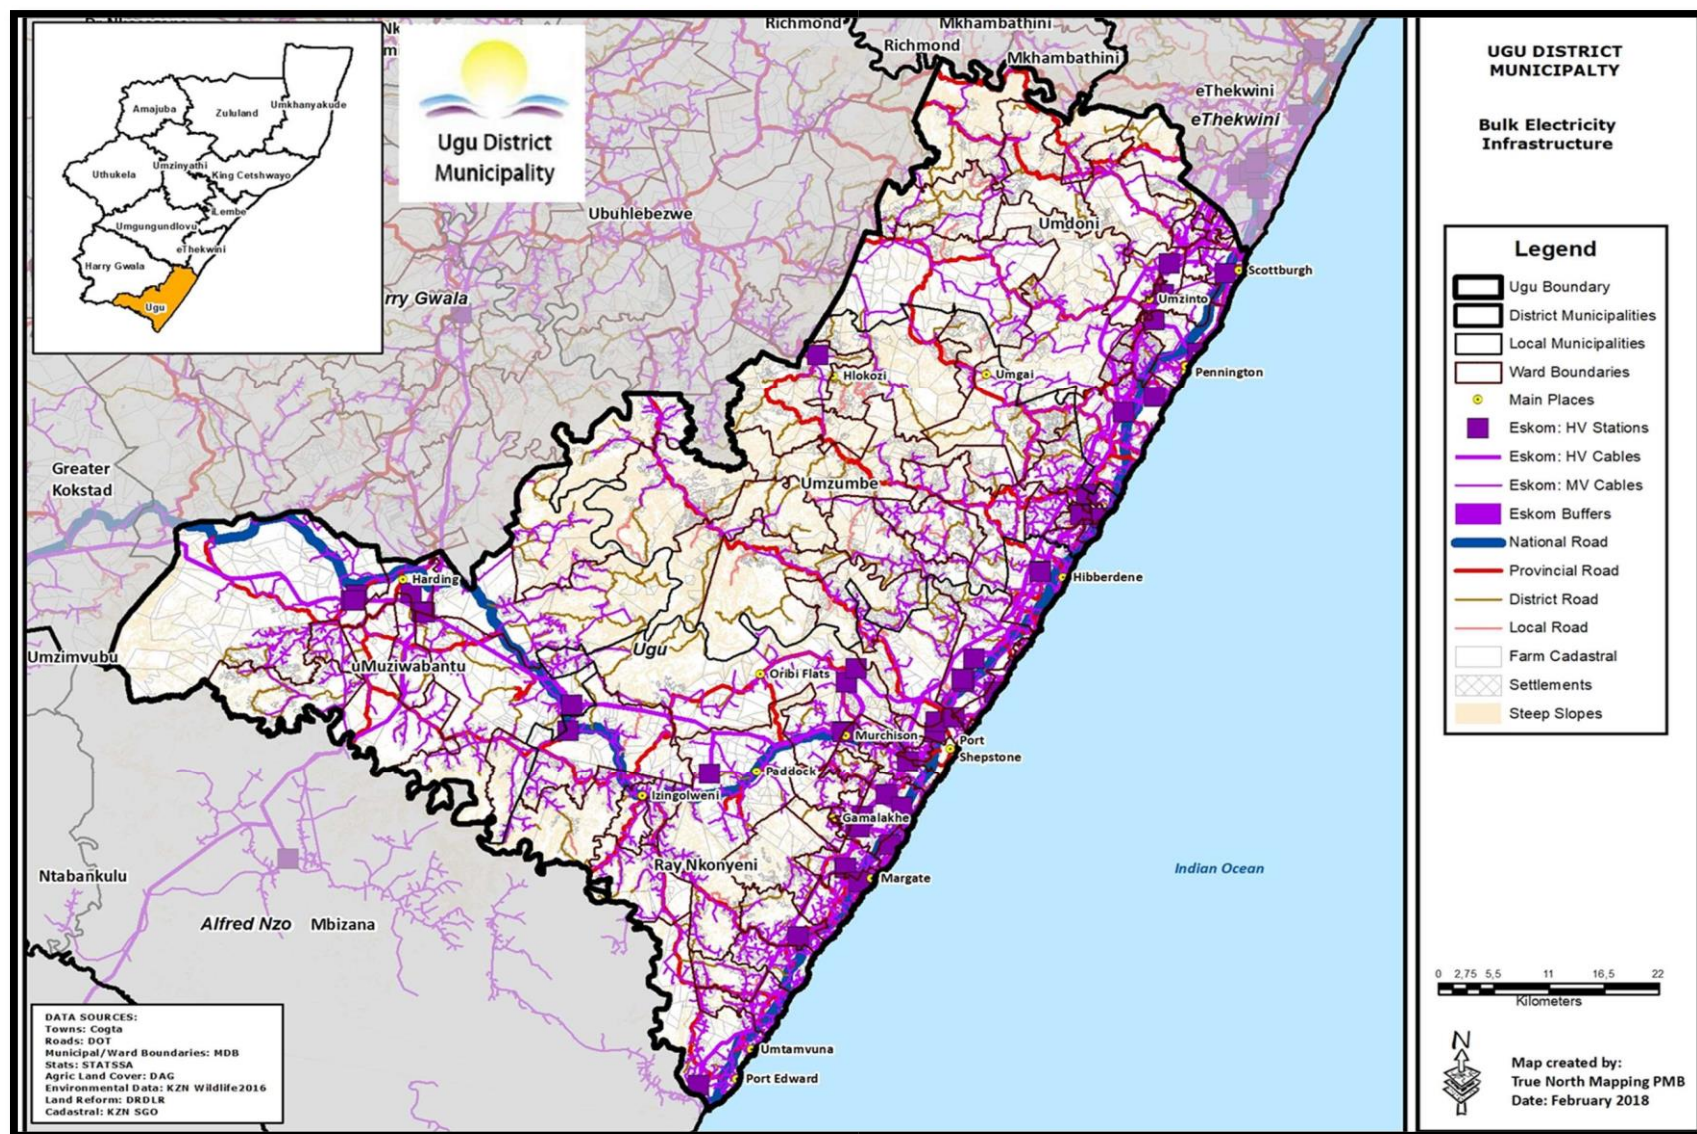 Richmond
Mkhambathini
Richmond
Mkhambathini
eThekwini
eThekwini
Amajuba
Zululand
Umkhanyakude
Uthukela
Umzinyathi
King Cetshwayo
iLembe
Umgungundlovu
eThekwini
Harry Gwala
Ugu
Ugu District
Municipality
Ubuhlebezwe
Umdoni
Scottburgh
rry Gwala
Umzinto
Hlokozi
Umgai
Pennington
Greater
Kokstad
Umzumbe
Harding
Hibberdene
Umzimvubu
uMuziwabantu
Ugu
Oribi Flats
Murchison
Port
Shepstone
Paddock
Izingolweni
Gamalakhe
Ray Nkonyeni
Margate
Ntabankulu
Alfred Nzo
Mbizana
Indian Ocean
Umtamvuna
Port Edward
DATA SOURCES:
Towns: Cogta
Roads: DOT
Municipal/Ward Boundaries: MDB
Stats: STATSSA
Agric Land Cover: DAG
Environmental Data: KZN Wildlife2016
Land Reform: DRDLR
Cadastral: KZN SGO
UGU DISTRICT
MUNICIPALTY
Bulk Electricity
Infrastructure
Legend
Ugu Boundary
District Municipalities
Local Municipalities
Ward Boundaries
Main Places
Eskom: HV Stations
Eskom: HV Cables
Eskom: MV Cables
Eskom Buffers
National Road
Provincial Road
District Road
Local Road
Farm Cadastral
Settlements
Steep Slopes
0 2,75 5,5 11 16,5 22
Kilometers
N
Map created by:
True North Mapping PMB
Date: February 2018